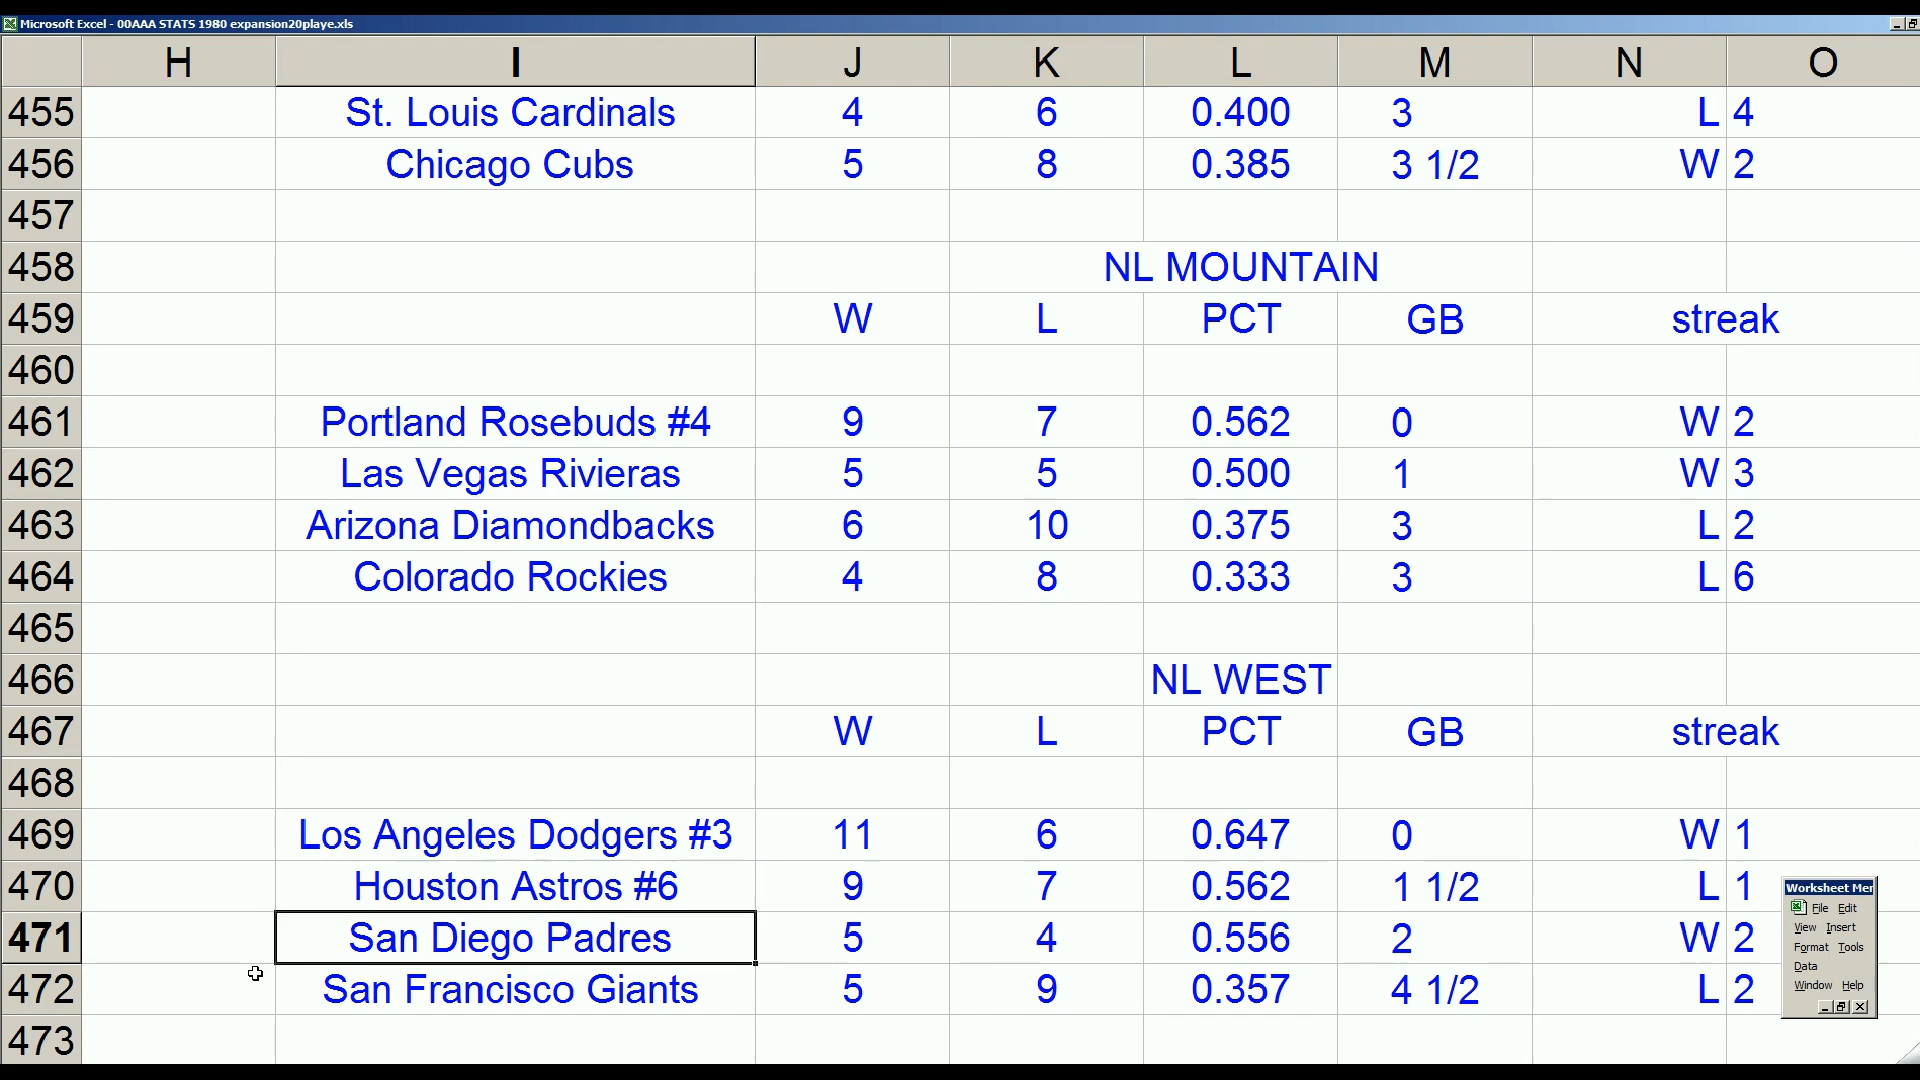 Microsoft Excel - 00AAA STATS 1980 expansion20playe.xls
H I J K L M N O
455 St. Louis Cardinals 4 6 0.400 3 L 4
456 Chicago Cubs 5 8 0.385 3 1/2 W 2
457
458 NL MOUNTAIN
459 W L PCT GB streak
460
461 Portland Rosebuds #4 9 7 0.562 0 W 2
462 Las Vegas Rivieras 5 5 0.500 1 W 3
463 Arizona Diamondbacks 6 10 0.375 3 L 2
464 Colorado Rockies 4 8 0.333 3 L 6
465
466 NL WEST
467 W L PCT GB streak
468
469 Los Angeles Dodgers #3 11 6 0.647 0 W 1
470 Houston Astros #6 9 7 0.562 1 1/2 L 1
471 San Diego Padres 5 4 0.556 2 W 2
472 San Francisco Giants 5 9 0.357 4 1/2 L 2
473
Worksheet Mer
File Edit
View Insert
Format Tools
Data
Window Help